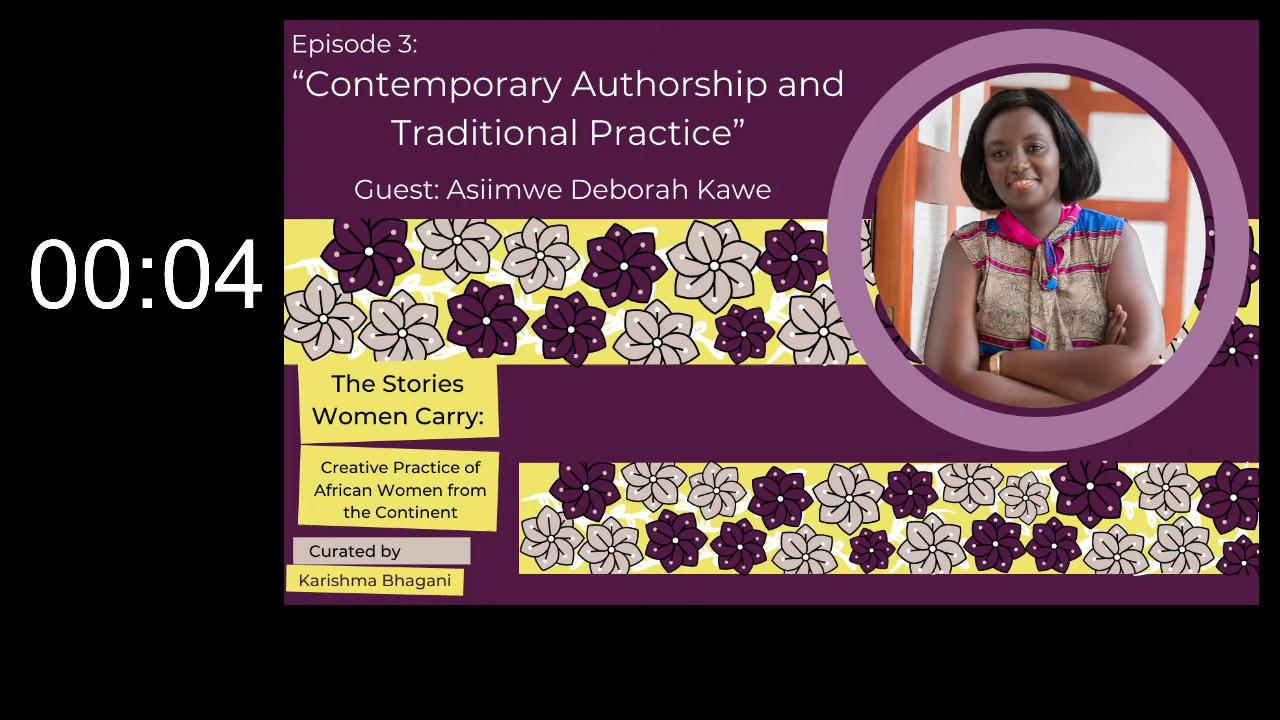 00:04
Episode 3:
“Contemporary Authorship and
Traditional Practice”
Guest: Asiimwe Deborah Kawe
The Stories
Women Carry:
Creative Practice of
African Women from
the Continent
Curated by
Karishma Bhagani